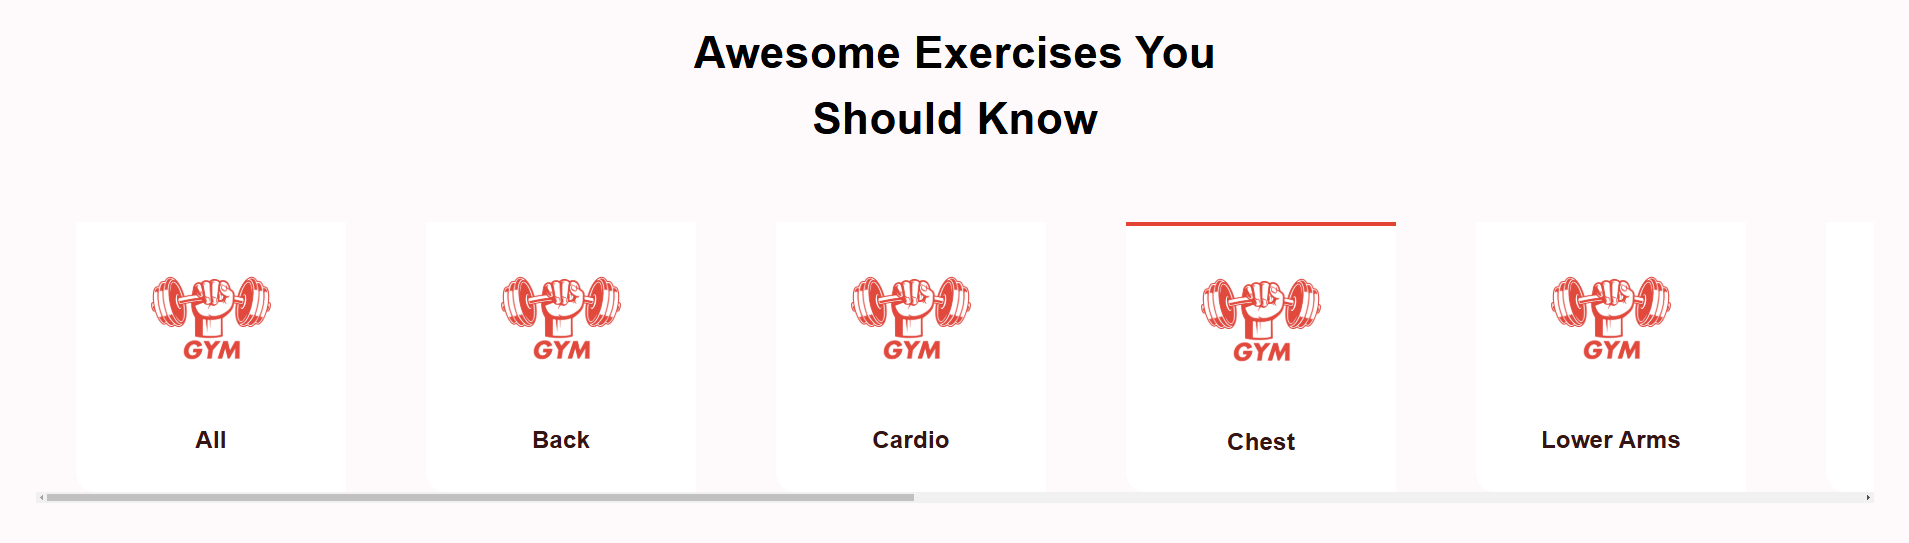 Awesome Exercises You
Should Know
GYM
GYM
GYM
GYM
GYM
All
Back
Cardio
Chest
Lower Arms